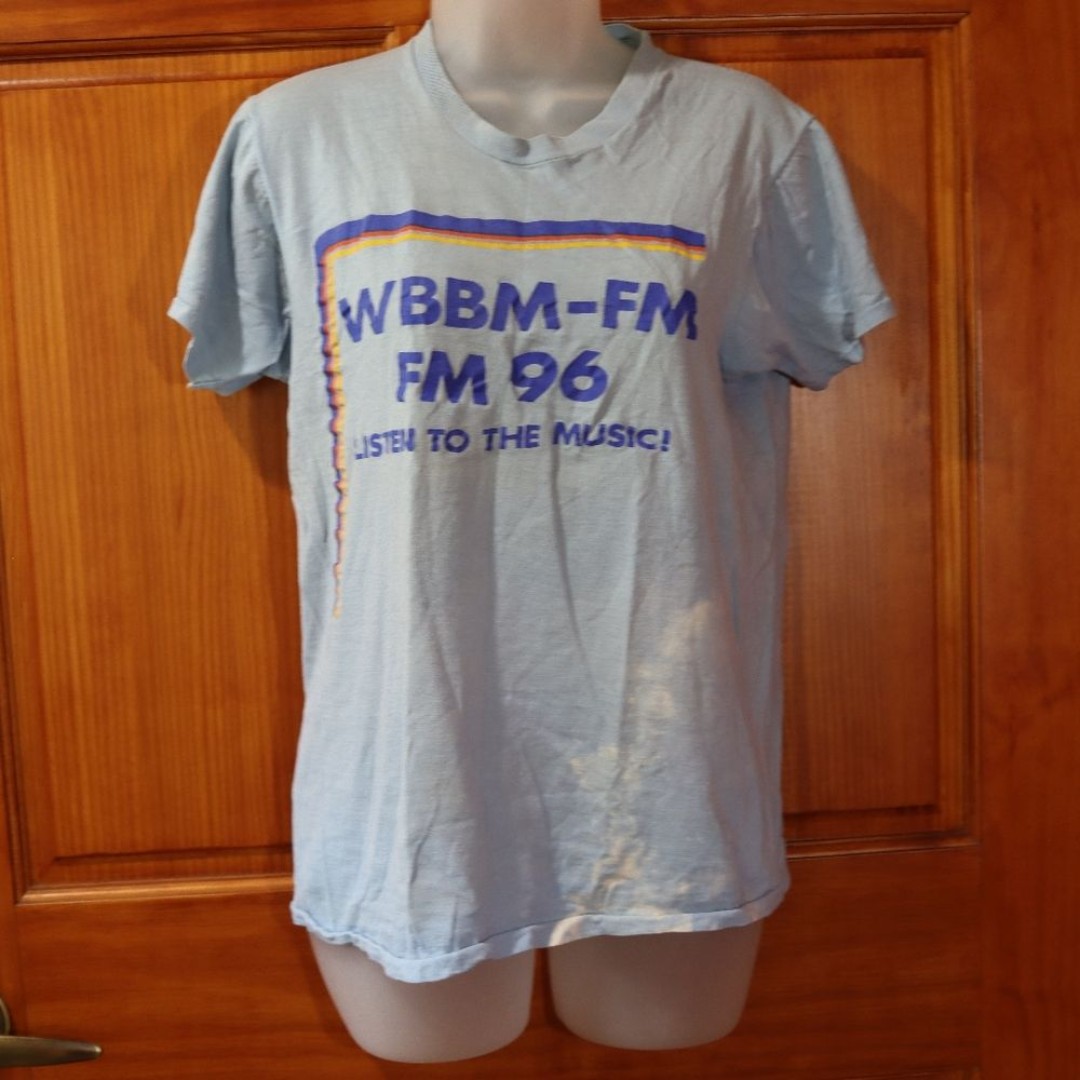 WBBM-FM
FM 96
LISTEN TO THE MUSIC!